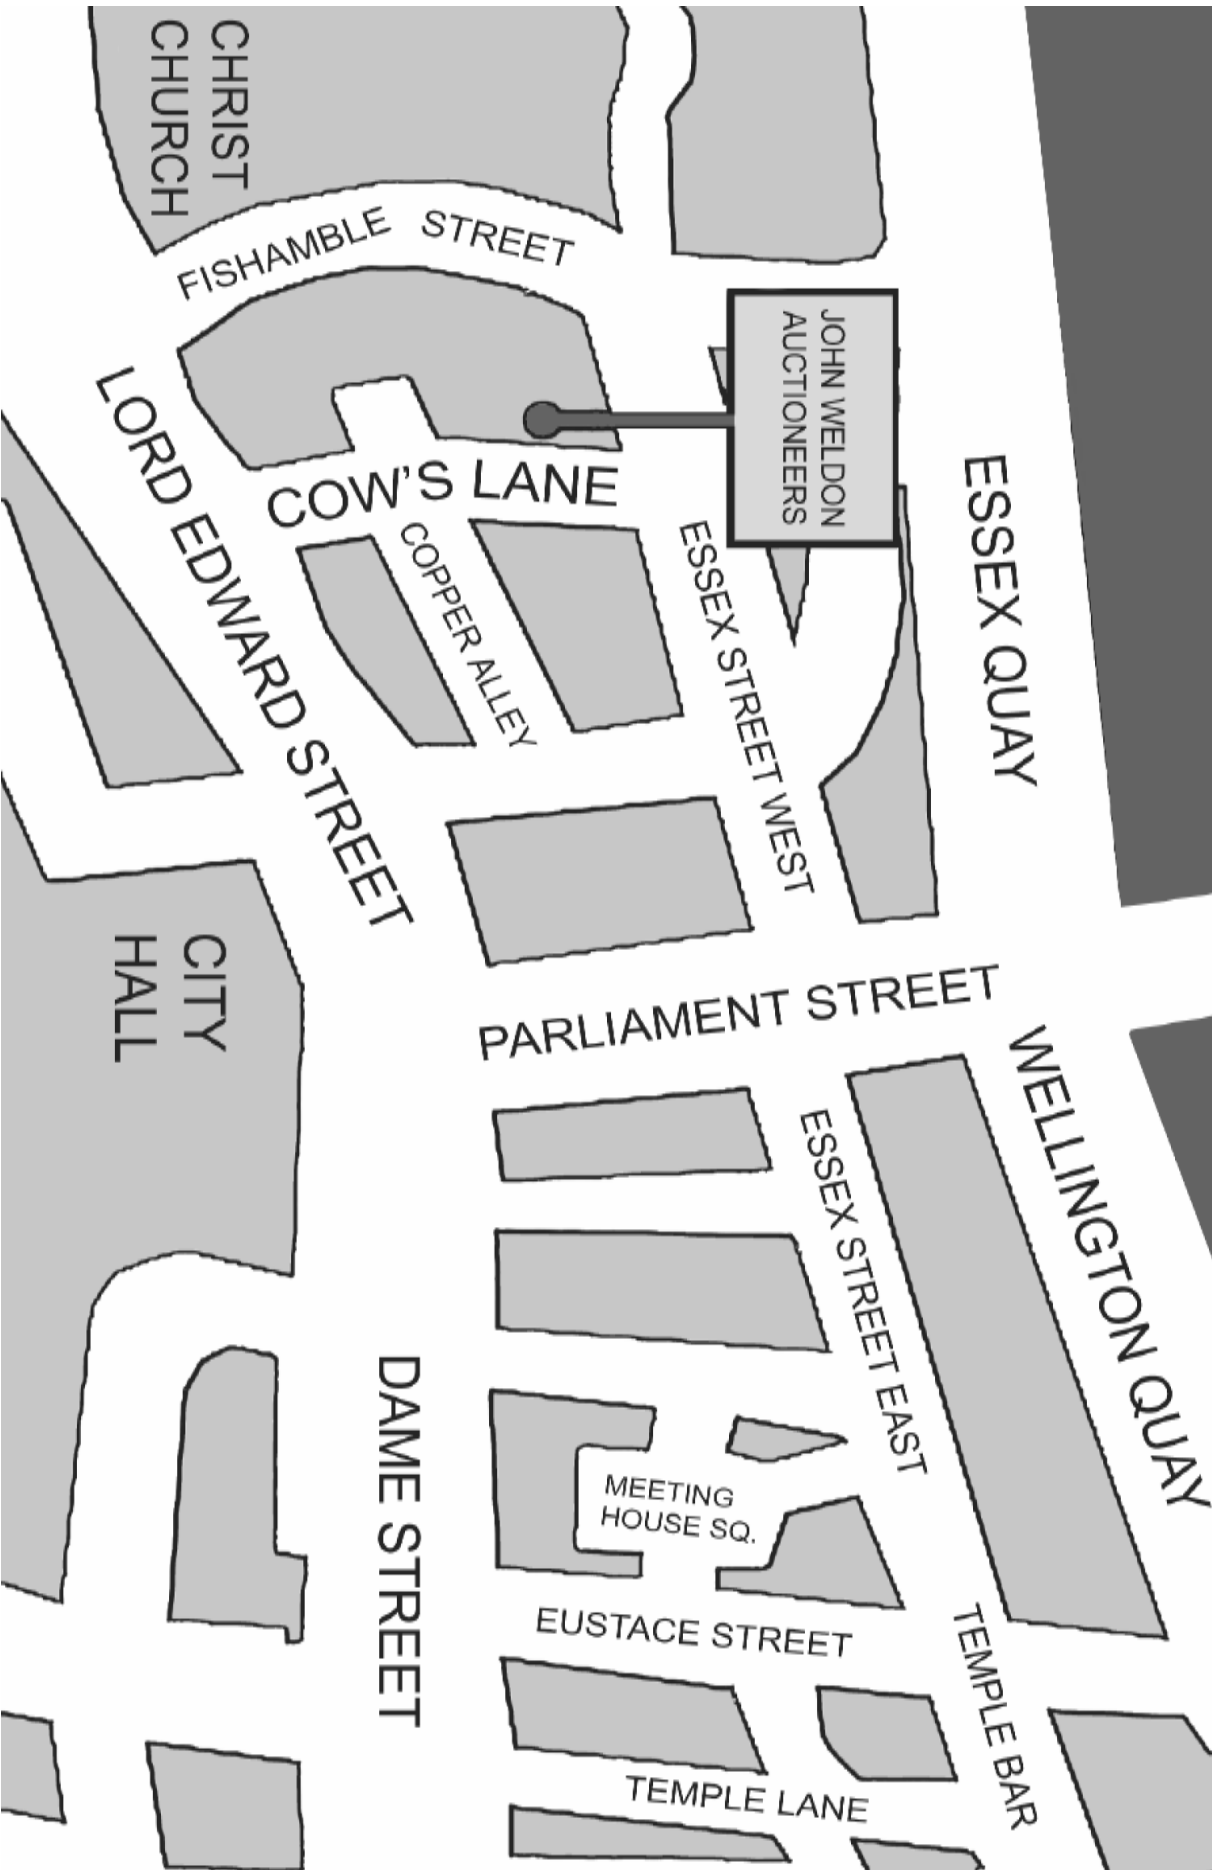 CHRIST
CHURCH
FISHAMBLE STREET
JOHN WELDON
AUCTIONEERS
LORD EDWARD STREET
COW'S LANE
COPPER ALLEY
ESSEX STREET WEST
ESSEX QUAY
CITY
HALL
PARLIAMENT STREET
WELLINGTON QUAY
ESSEX STREET EAST
DAME STREET
MEETING
HOUSE SQ.
EUSTACE STREET
TEMPLE BAR
TEMPLE LANE